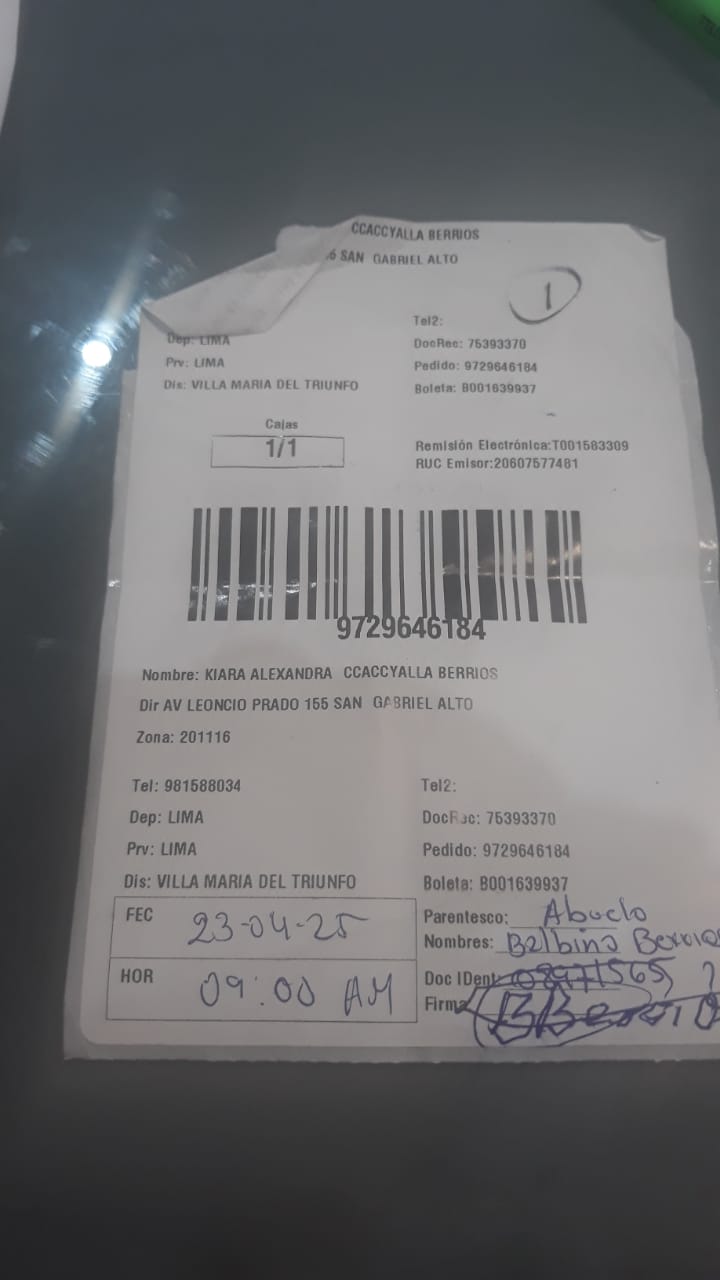 CCACCYALLA BERRIOS
6 SAN GABRIEL ALTO
1
Tel2:
Dep: LIMA
DocRec: 75393370
Prv: LIMA
Pedido: 9729646184
Dis: VILLA MARIA DEL TRIUNFO
Boleta: B001639937
Cajas
1/1
Remisión Electrónica:T001583309
RUC Emisor:20607577481
9729646184
Nombre: KIARA ALEXANDRA CCACCYALLA BERRIOS
Dir AV LEONCIO PRADO 155 SAN GABRIEL ALTO
Zona: 201116
Tel: 981588034
Tel2:
Dep: LIMA
DocRec: 75393370
Prv: LIMA
Pedido: 9729646184
Dis: VILLA MARIA DEL TRIUNFO
Boleta: B001639937
FEC 23-04-25
Parentesco: Abuelo
Nombres: Balbina Berrios
HOR 09:00 AM
Doc IDent: 08971565
Firma